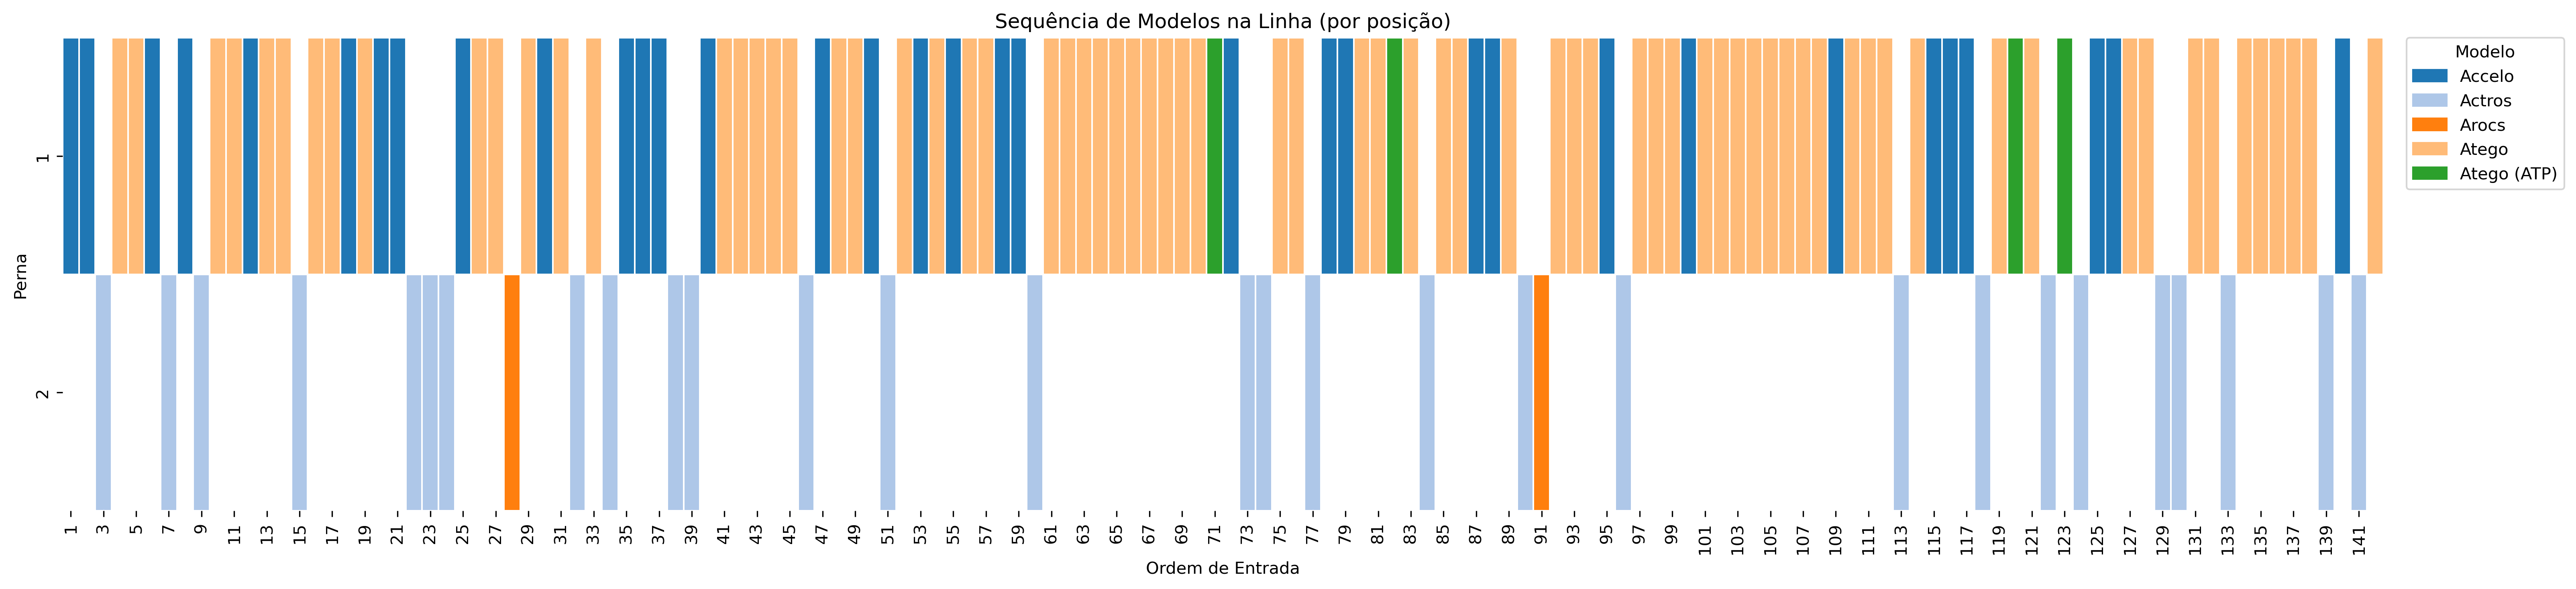 Sequência de Modelos na Linha (por posição)
Modelo
Accelo
Actros
Arocs
Atego
Atego (ATP)
Perna
1
2
1 3 5 7 9 11 13 15 17 19 21 23 25 27 29 31 33 35 37 39 41 43 45 47 49 51 53 55 57 59 61 63 65 67 69 71 73 75 77 79 81 83 85 87 89 91 93 95 97 99 101 103 105 107 109 111 113 115 117 119 121 123 125 127 129 131 133 135 137 139 141
Ordem de Entrada